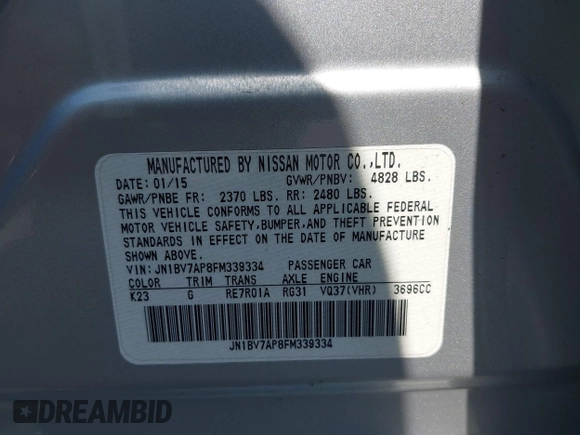 MANUFACTURED BY NISSAN MOTOR CO.,LTD.
DATE: 01/15 GVWR/PNBV: 4828 LBS.
GAWR/PNBE FR: 2370 LBS. RR: 2480 LBS.
THIS VEHICLE CONFORMS TO ALL APPLICABLE FEDERAL
MOTOR VEHICLE SAFETY,BUMPER,AND THEFT PREVENTION
STANDARDS IN EFFECT ON THE DATE OF MANUFACTURE
SHOWN ABOVE.
VIN: JN1BV7AP8FM339334 PASSENGER CAR
COLOR TRIM TRANS AXLE ENGINE
K23 G RE7R01A RG31 VQ37(VHR) 3696CC
JN1BV7AP8FM339334
DREAMBID